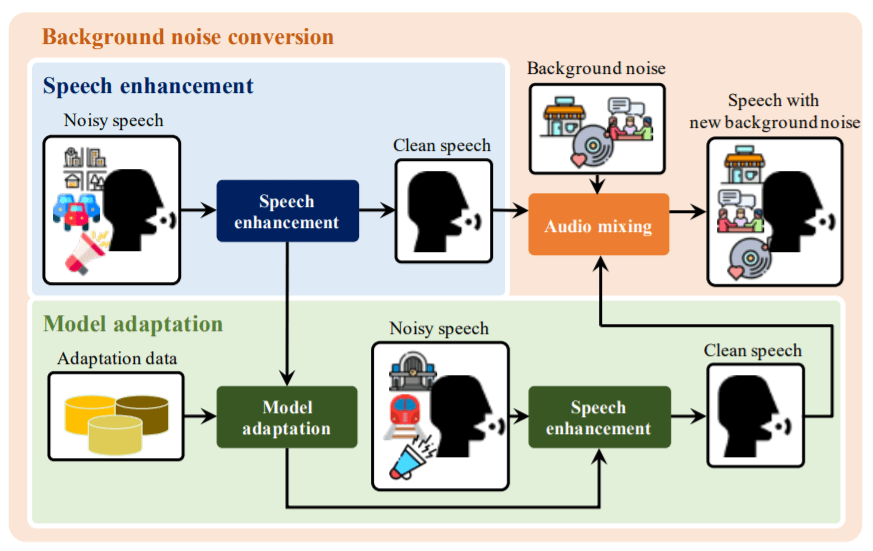 Background noise conversion
Speech enhancement
Noisy speech
Speech
enhancement
Clean speech
Background noise
Audio mixing
Speech with
new background noise
Model adaptation
Adaptation data
Model
adaptation
Noisy speech
Speech
enhancement
Clean speech